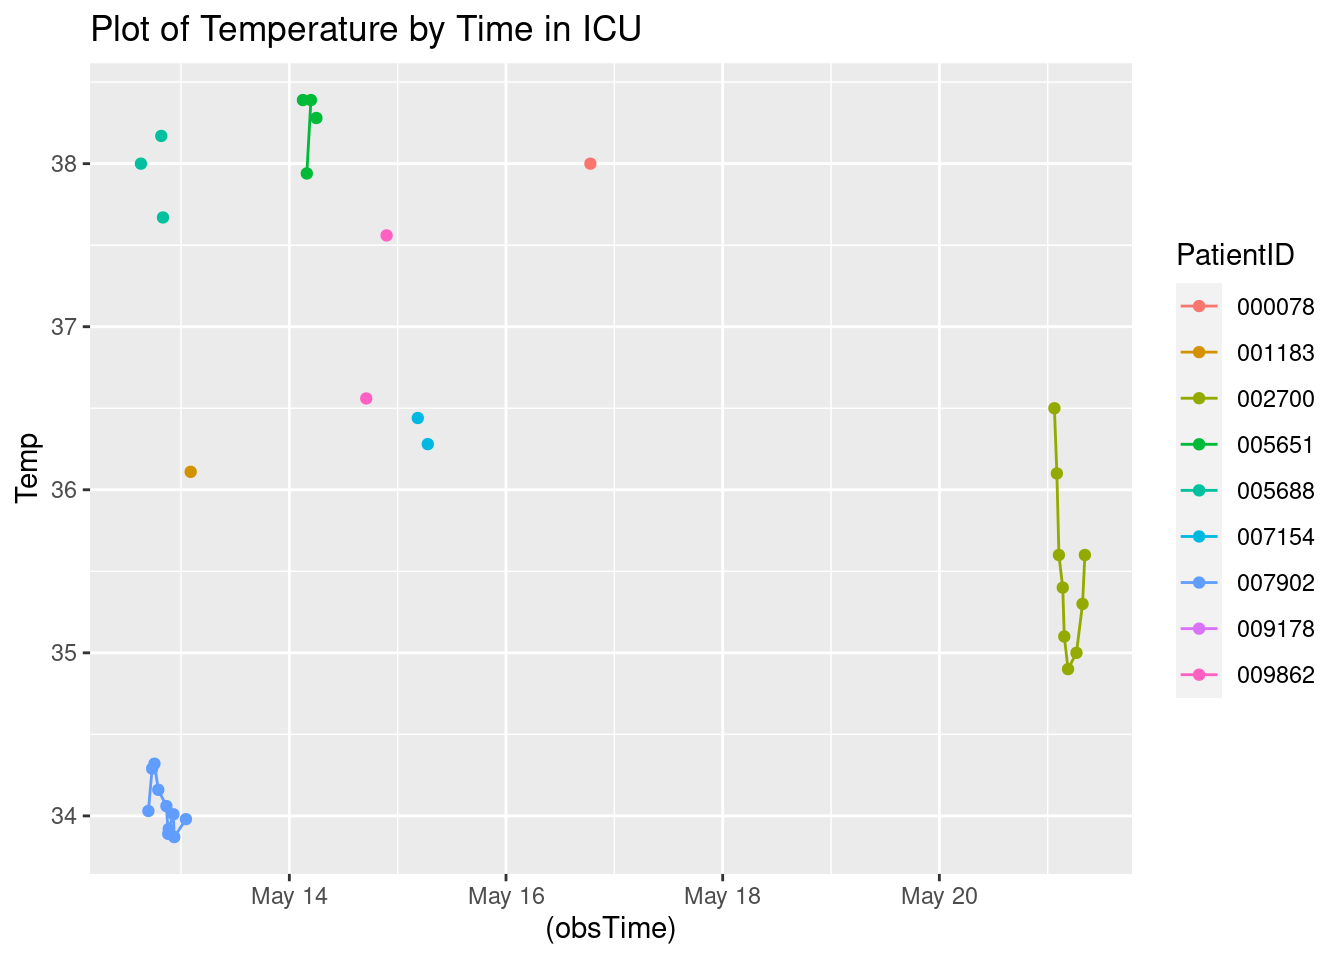 Plot of Temperature by Time in ICU
38
37
36
35
34
Temp
May 14
May 16
May 18
May 20
(obsTime)
PatientID
000078
001183
002700
005651
005688
007154
007902
009178
009862